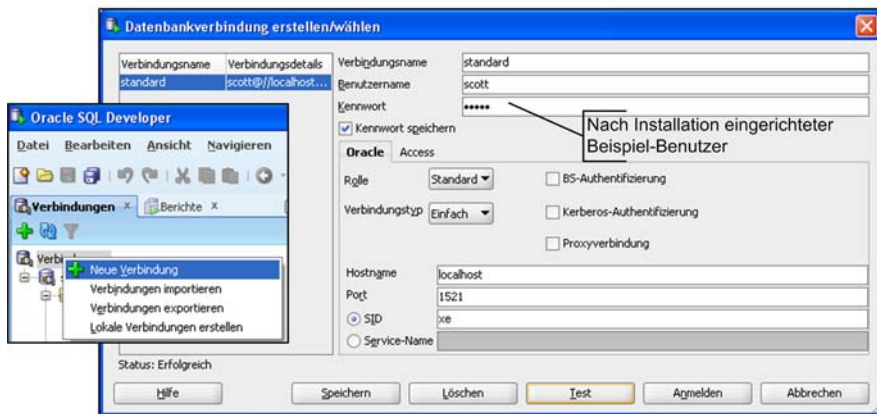 Datenbankverbindung erstellen/wählen
Verbindungsname Verbindungsdetails
standard scott@//localhost...
Verbindungsname standard
Benutzername scott
Kennwort •••••
Kennwort speichern
Nach Installation eingerichteter
Beispiel-Benutzer
Oracle Access
Rolle Standard
BS-Authentifizierung
Verbindungstyp Einfach
Kerberos-Authentifizierung
Proxyverbindung
Hostname localhost
Port 1521
SID xe
Service-Name
Status: Erfolgreich
Hilfe Speichern Löschen Test Anmelden Abbrechen
Oracle SQL Developer
Datei Bearbeiten Ansicht Navigieren
Verbindungen x Berichte x
Neue Verbindung
Verbindungen importieren
Verbindungen exportieren
Lokale Verbindungen erstellen